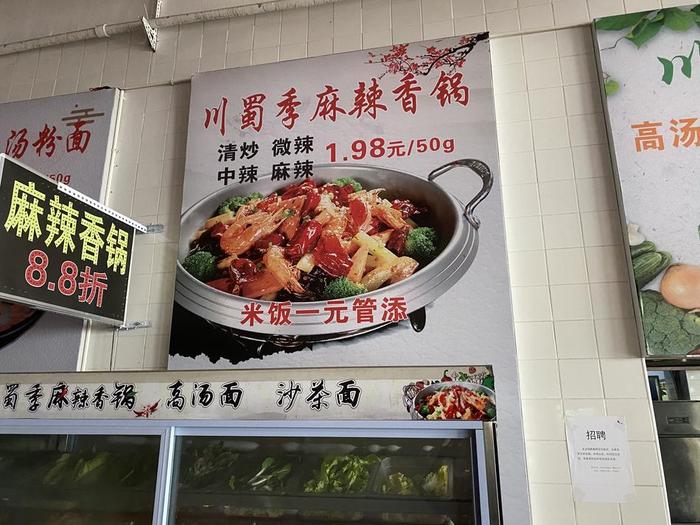 川蜀季麻辣香锅
清炒 微辣
中辣 麻辣
1.98元/50g
米饭一元管添
汤粉面
50g
麻辣香锅
8.8折
蜀季麻辣香锅 高汤面 沙茶面
川
高汤
招聘